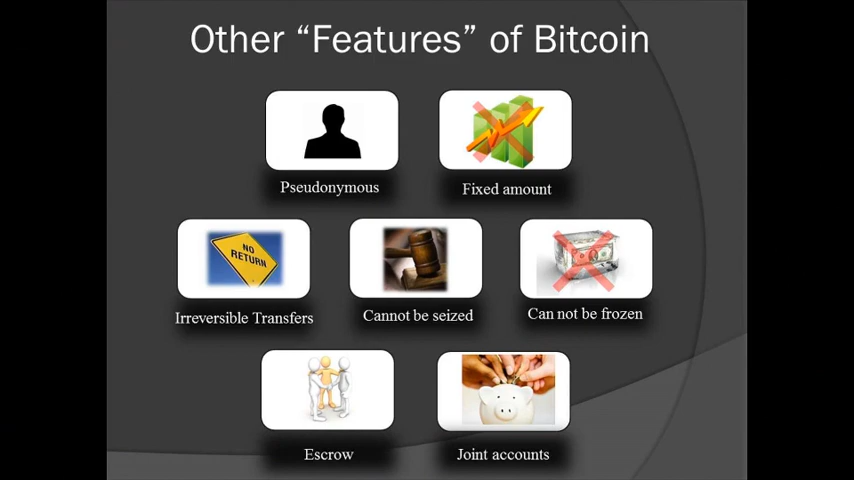 Other “Features” of Bitcoin
Pseudonymous
Fixed amount
NO
RETURN
Irreversible Transfers
Cannot be seized
Can not be frozen
Escrow
Joint accounts